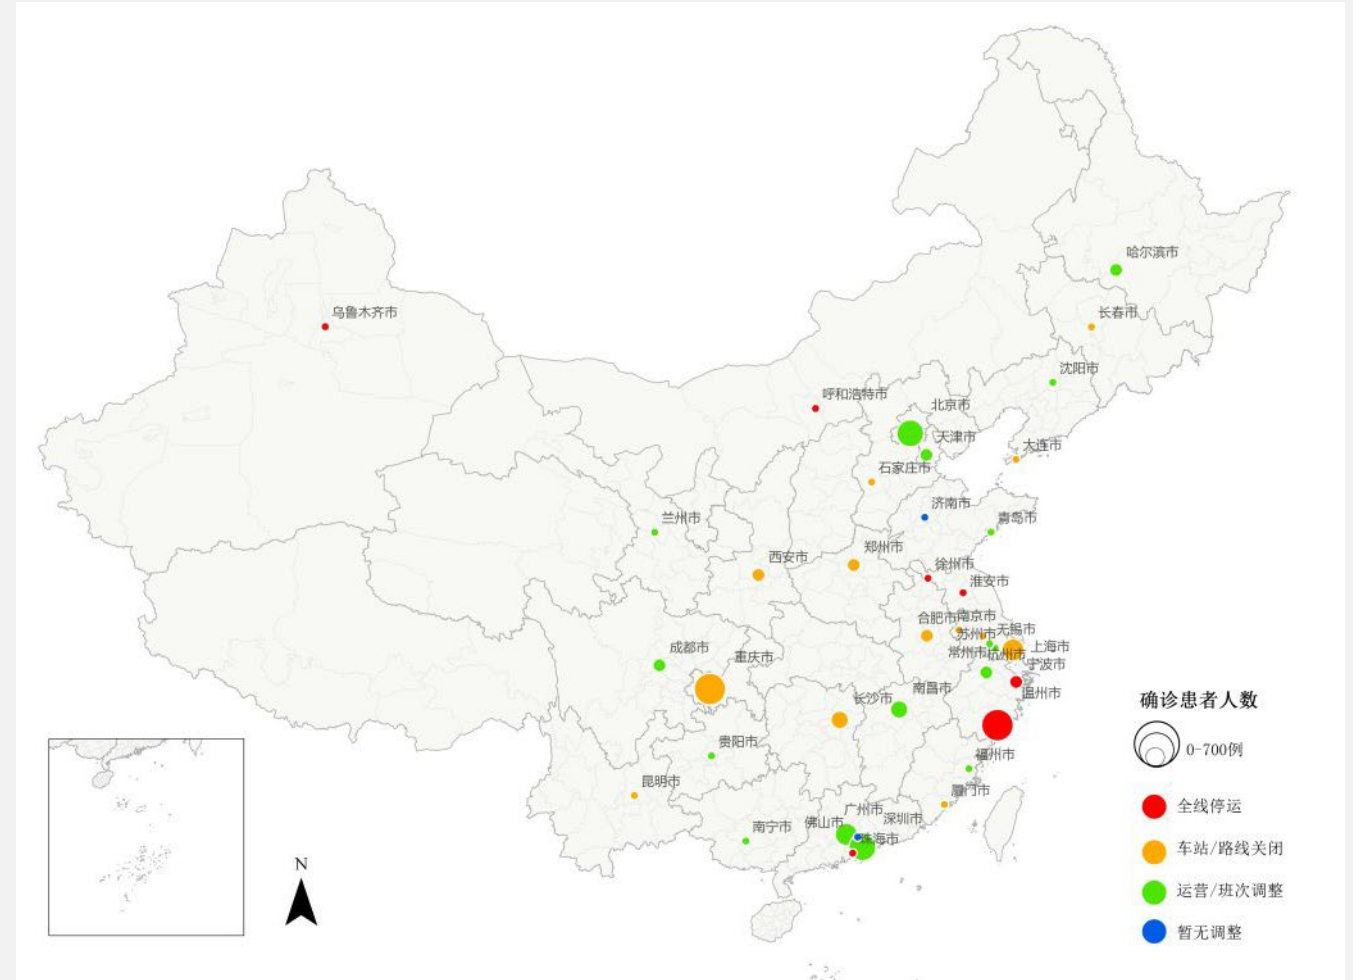 哈尔滨市
乌鲁木齐市
长春市
沈阳市
呼和浩特市
北京市
天津市
大连市
石家庄市
济南市
兰州市
青岛市
郑州市
西安市
徐州市
淮安市
合肥市
南京市
无锡市
苏州市
上海市
常州市
杭州市
成都市
重庆市
宁波市
南昌市
温州市
长沙市
确诊患者人数
贵阳市
0-700例
福州市
昆明市
厦门市
全线停运
广州市
深圳市
佛山市
南宁市
珠海市
车站/路线关闭
N
运营/班次调整
暂无调整